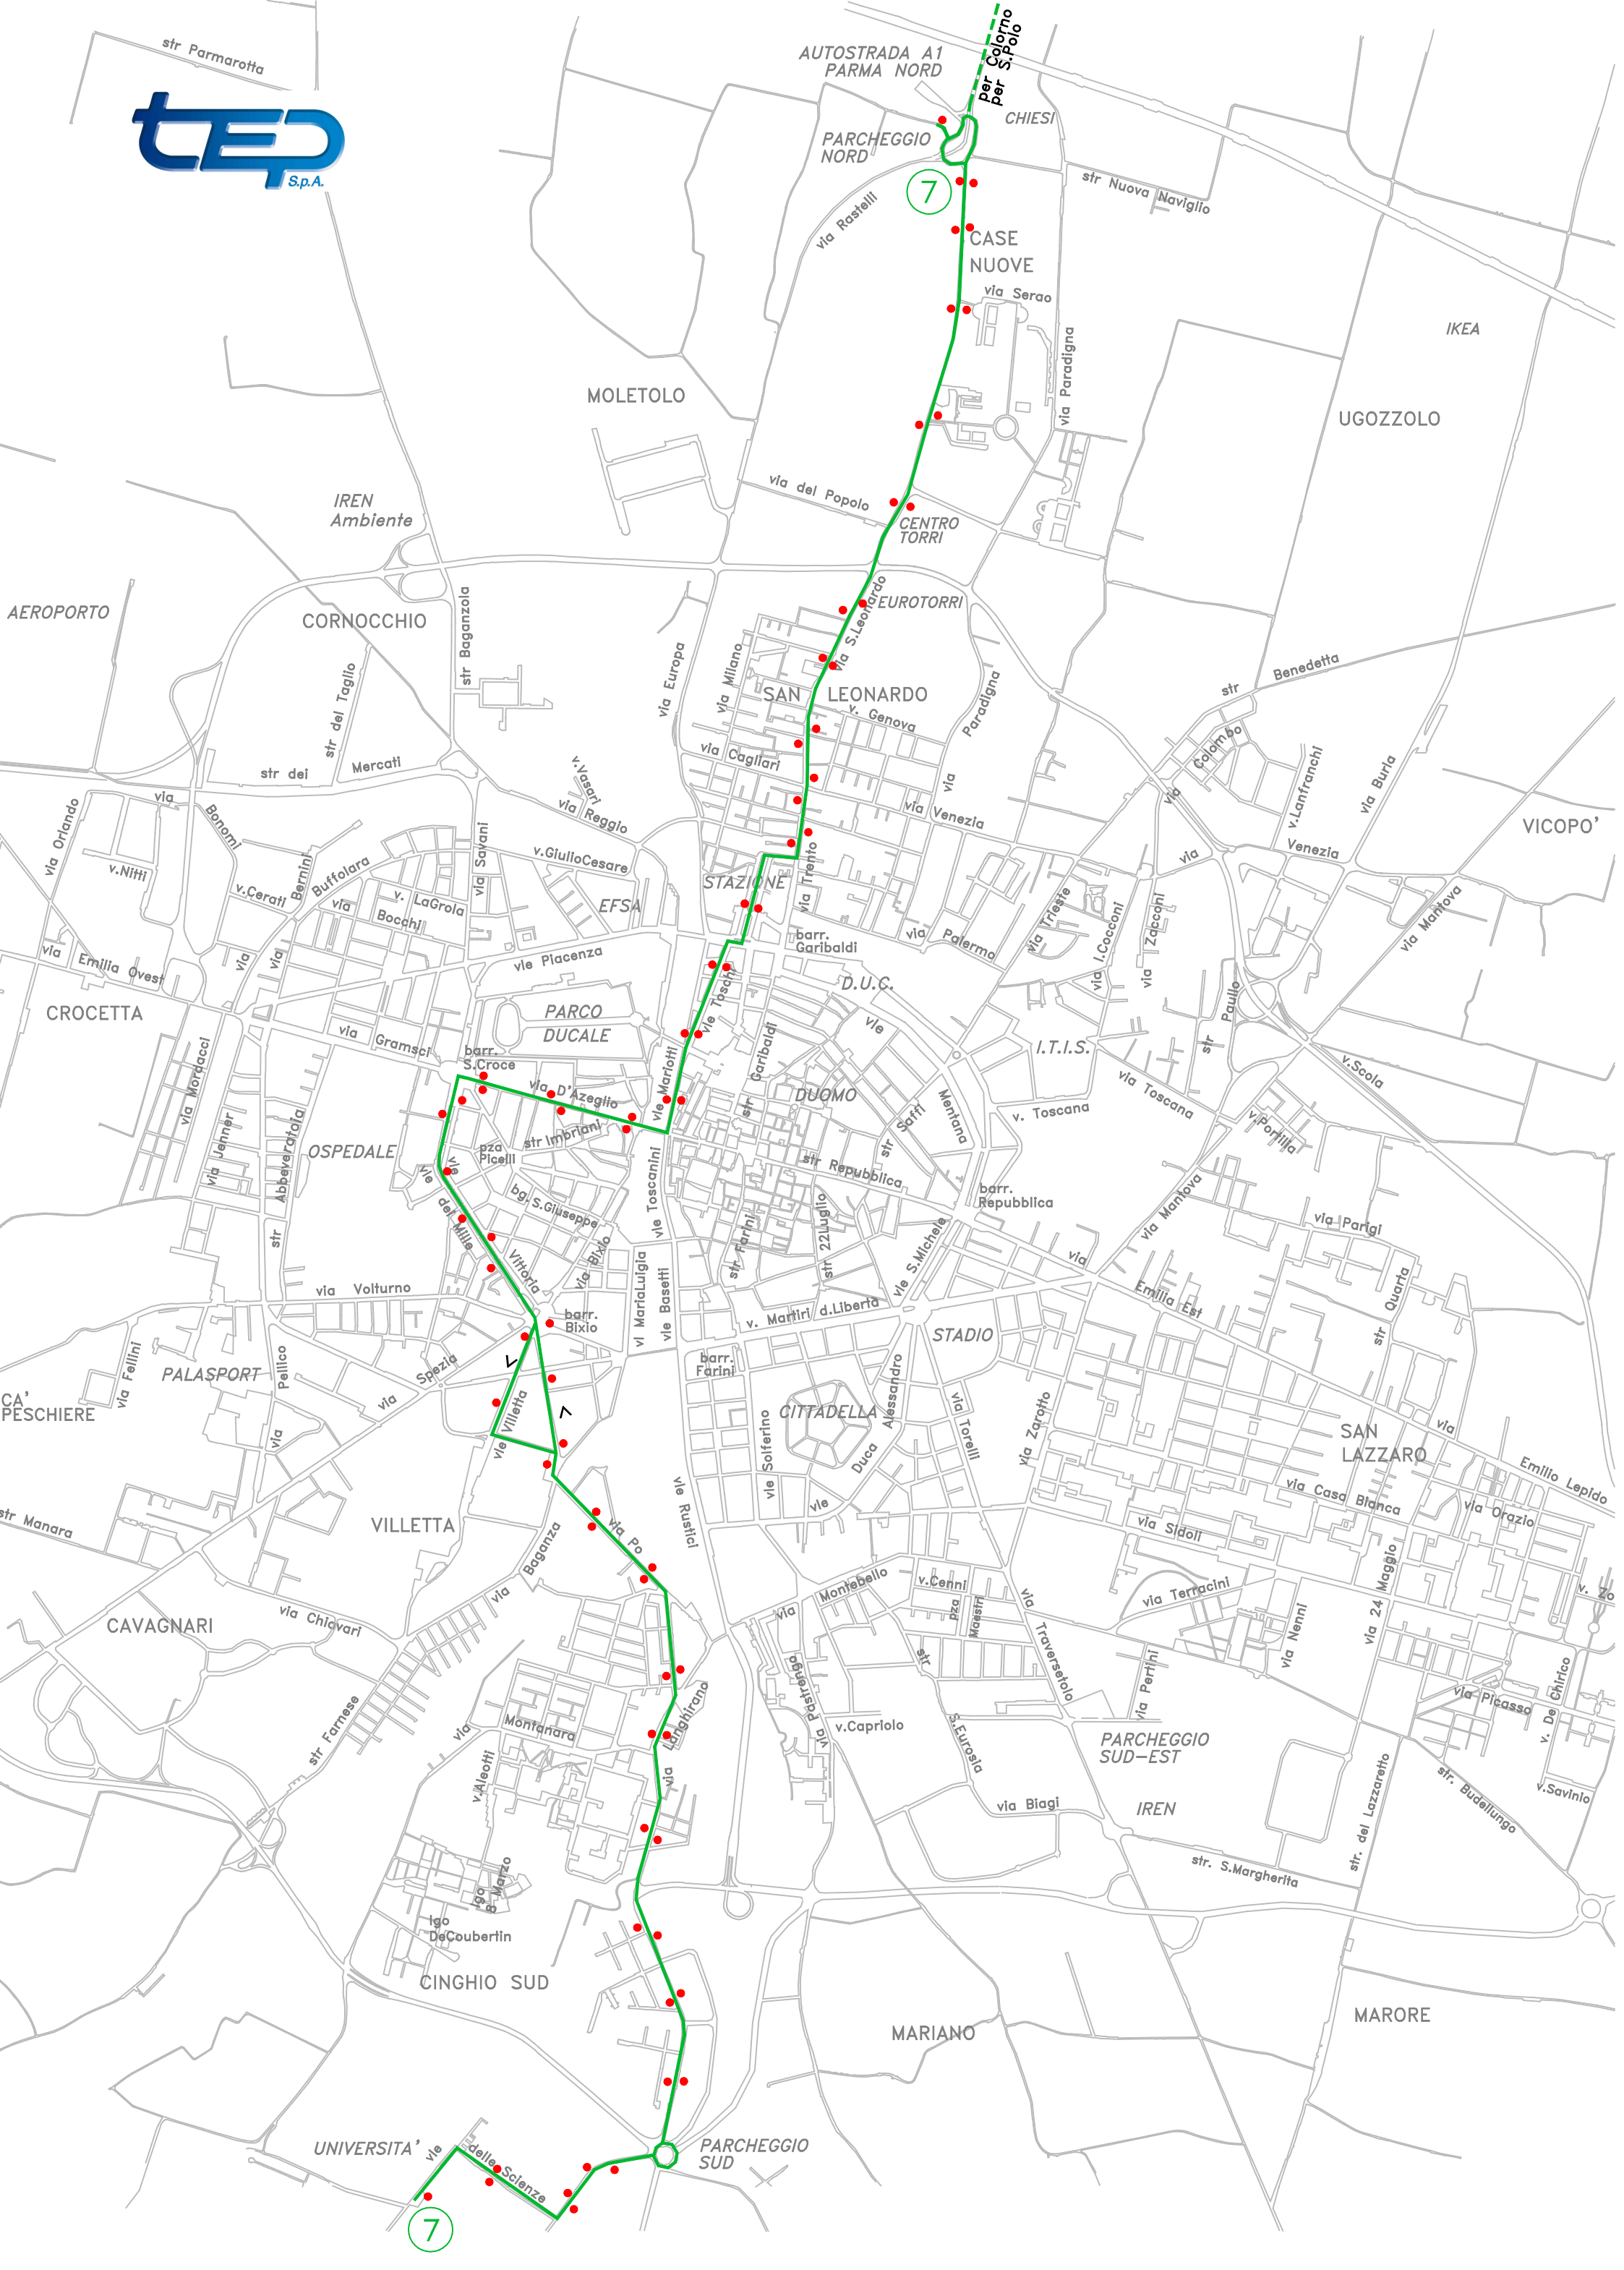 per Colorno
per S.Polo
str Parmarotta
AUTOSTRADA A1
PARMA NORD
tep
S.p.A.
CHIESI
PARCHEGGIO
NORD
7
str Nuova Naviglio
via Rastelli
CASE
NUOVE
via Serao
IKEA
via Paradigna
MOLETOLO
UGOZZOLO
via del Popolo
IREN
Ambiente
CENTRO
TORRI
AEROPORTO
CORNOCCHIO
str Baganzola
EUROTORRI
via S.Leonardo
via Europa
via Milano
str del Taglio
SAN LEONARDO
v. Genova
via Paradigna
str Benedetta
via Cagliari
str dei Mercati
v.Vasari
via Reggio
via Colombo
v.Lanfranchi
via Buria
via Venezia
VICOPO'
via Orlando
via Bonomi
v.Nitti
v.Cerati
via Bernini
via Buffolara
via Savani
v.GiulioCesare
STAZIONE
via Trento
via Venezia
v. LaGrola
via Bocchi
EFSA
via Trieste
via I.Cocconi
via Zacconi
via Mantova
via Emilia Ovest
barr.
Garibaldi
via Palermo
vle Piacenza
D.U.C.
CROCETTA
PARCO
DUCALE
vle Toschi
str Paullo
via Gramsci
barr.
S.Croce
I.T.I.S.
v.Scola
via Mordacci
via D'Azeglio
vle Mariotti
str Garibaldi
DUOMO
vle Mentana
via Toscana
v. Toscana
v.Portilla
via Jenner
str Abbeveratoia
OSPEDALE
str Imbriani
pza
Picelli
str Saffi
str Repubblica
vle Toscanini
bg. S.Giuseppe
vle dei Mille
vle Vittoria
barr.
Repubblica
via Mantova
via Parigi
str Farini
str 22Luglio
vle S.Michele
via Bixio
vl MariaLuigia
vle Basetti
via Volturno
via Emilia Est
str Quarta
barr.
Bixio
v. Martiri d.Libertà
STADIO
PALASPORT
via Fellini
via Pellico
via Spezia
barr.
Farini
CA'
PESCHIERE
vle Villetta
CITTADELLA
vle Solferino
vle Duca Alessandro
via Torelli
via Zarotto
SAN
LAZZARO
via Emilio Lepido
via Casa Bianca
via Orazio
str Manara
VILLETTA
via Po
vle Rustici
via Sidoli
via Baganza
via Montebello
v.Cenni
pza
Maestri
via Terracini
via 24 Maggio
v. Zo
CAVAGNARI
via Chiavari
via Traversetolo
via Nenni
str Farnese
via Montanara
via Langhirano
via Pastrengo
v.Capriolo
str S.Eurosia
via Pertini
PARCHEGGIO
SUD-EST
via Picasso
v. De Chirico
v.Aleotti
via Biagi
IREN
str. del Lazzaretto
str. Budellungo
v.Savinio
str. S.Margherita
lgo
8 Marzo
lgo
DeCoubertin
CINGHIO SUD
MARIANO
MARORE
UNIVERSITA'
vle delle Scienze
PARCHEGGIO
SUD
7